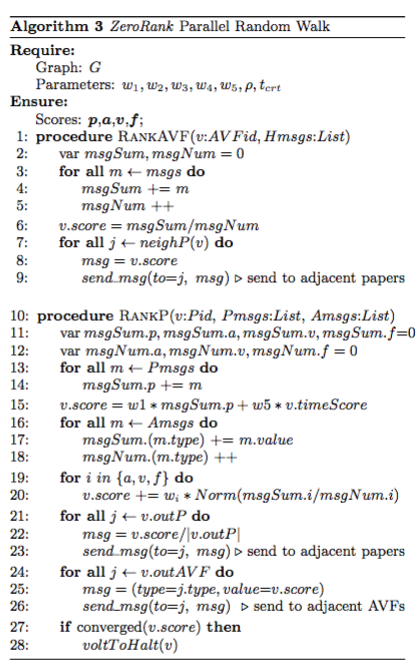 Algorithm 3 ZeroRank Parallel Random Walk
Require:
Graph: G
Parameters: w1, w2, w3, w4, w5, ρ, tcrt
Ensure:
Scores: p,a,v,f;
1: procedure RANKAVF(v:AVFid, Hmsgs:List)
2: var msgSum, msgNum = 0
3: for all m ← msgs do
4: msgSum += m
5: msgNum ++
6: v.score = msgSum/msgNum
7: for all j ← neighP(v) do
8: msg = v.score
9: send_msg(to=j, msg) ▷ send to adjacent papers
10: procedure RANKP(v:Pid, Pmsgs:List, Amsgs:List)
11: var msgSum.p, msgSum.a, msgSum.v, msgSum.f=0
12: var msgNum.a, msgNum.v, msgNum.f = 0
13: for all m ← Pmsgs do
14: msgSum.p += m
15: v.score = w1 * msgSum.p + w5 * v.timeScore
16: for all m ← Amsgs do
17: msgSum.(m.type) += m.value
18: msgNum.(m.type) ++
19: for i in {a, v, f} do
20: v.score += wi * Norm(msgSum.i/msgNum.i)
21: for all j ← v.outP do
22: msg = v.score/|v.outP|
23: send_msg(to=j, msg) ▷ send to adjacent papers
24: for all j ← v.outAVF do
25: msg = (type=j.type, value=v.score)
26: send_msg(to=j, msg) ▷ send to adjacent AVFs
27: if converged(v.score) then
28: voltToHalt(v)